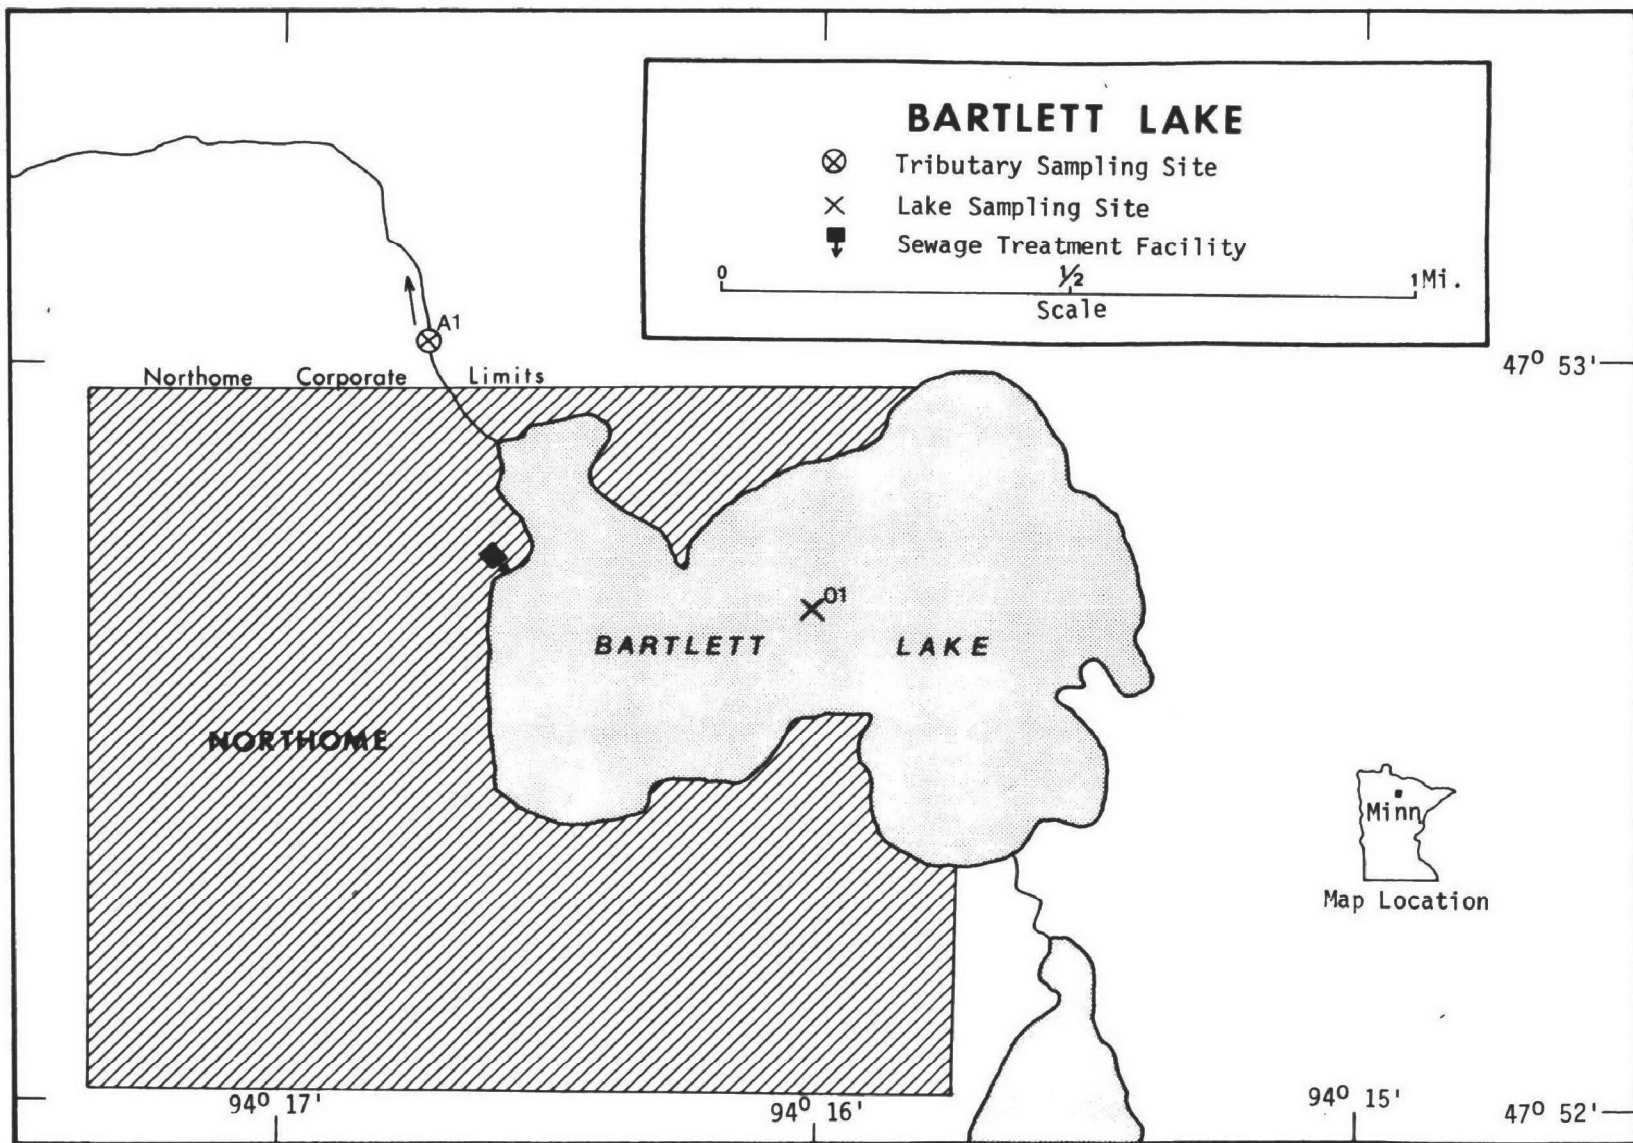 BARTLETT LAKE
Tributary Sampling Site
Lake Sampling Site
Sewage Treatment Facility
0 1/2 1 Mi.
Scale
A1
47° 53'
Northome Corporate Limits
01
BARTLETT LAKE
NORTHOME
Minn.
Map Location
94° 17' 94° 16' 94° 15' 47° 52'